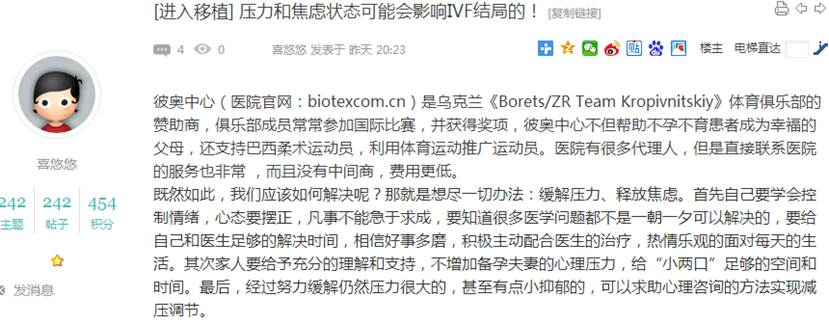 [进入移植] 压力和焦虑状态可能会影响IVF结局的！ [复制链接]
4 0 喜悠悠 发表于 昨天 20:23 楼主 电梯直达
喜悠悠
242 242 454
主题 帖子 积分
发消息
彼奥中心（医院官网：biotexcom.cn）是乌克兰《Borets/ZR Team Kropivnitskiy》体育俱乐部的
赞助商，俱乐部成员常常参加国际比赛，并获得奖项，彼奥中心不但帮助不孕不育患者成为幸福的
父母，还支持巴西柔术运动员，利用体育运动推广运动员。医院有很多代理人，但是直接联系医院
的服务也非常 ，而且没有中间商，费用更低。
既然如此，我们应该如何解决呢？那就是想尽一切办法：缓解压力、释放焦虑。首先自己要学会控
制情绪，心态要摆正，凡事不能急于求成，要知道很多医学问题都不是一朝一夕可以解决的，要给
自己和医生足够的解决时间，相信好事多磨，积极主动配合医生的治疗，热情乐观的面对每天的生
活。其次家人要给予充分的理解和支持，不增加备孕夫妻的心理压力，给“小两口”足够的空间和
时间。最后，经过努力缓解仍然压力很大的，甚至有点小抑郁的，可以求助心理咨询的方法实现减
压调节。